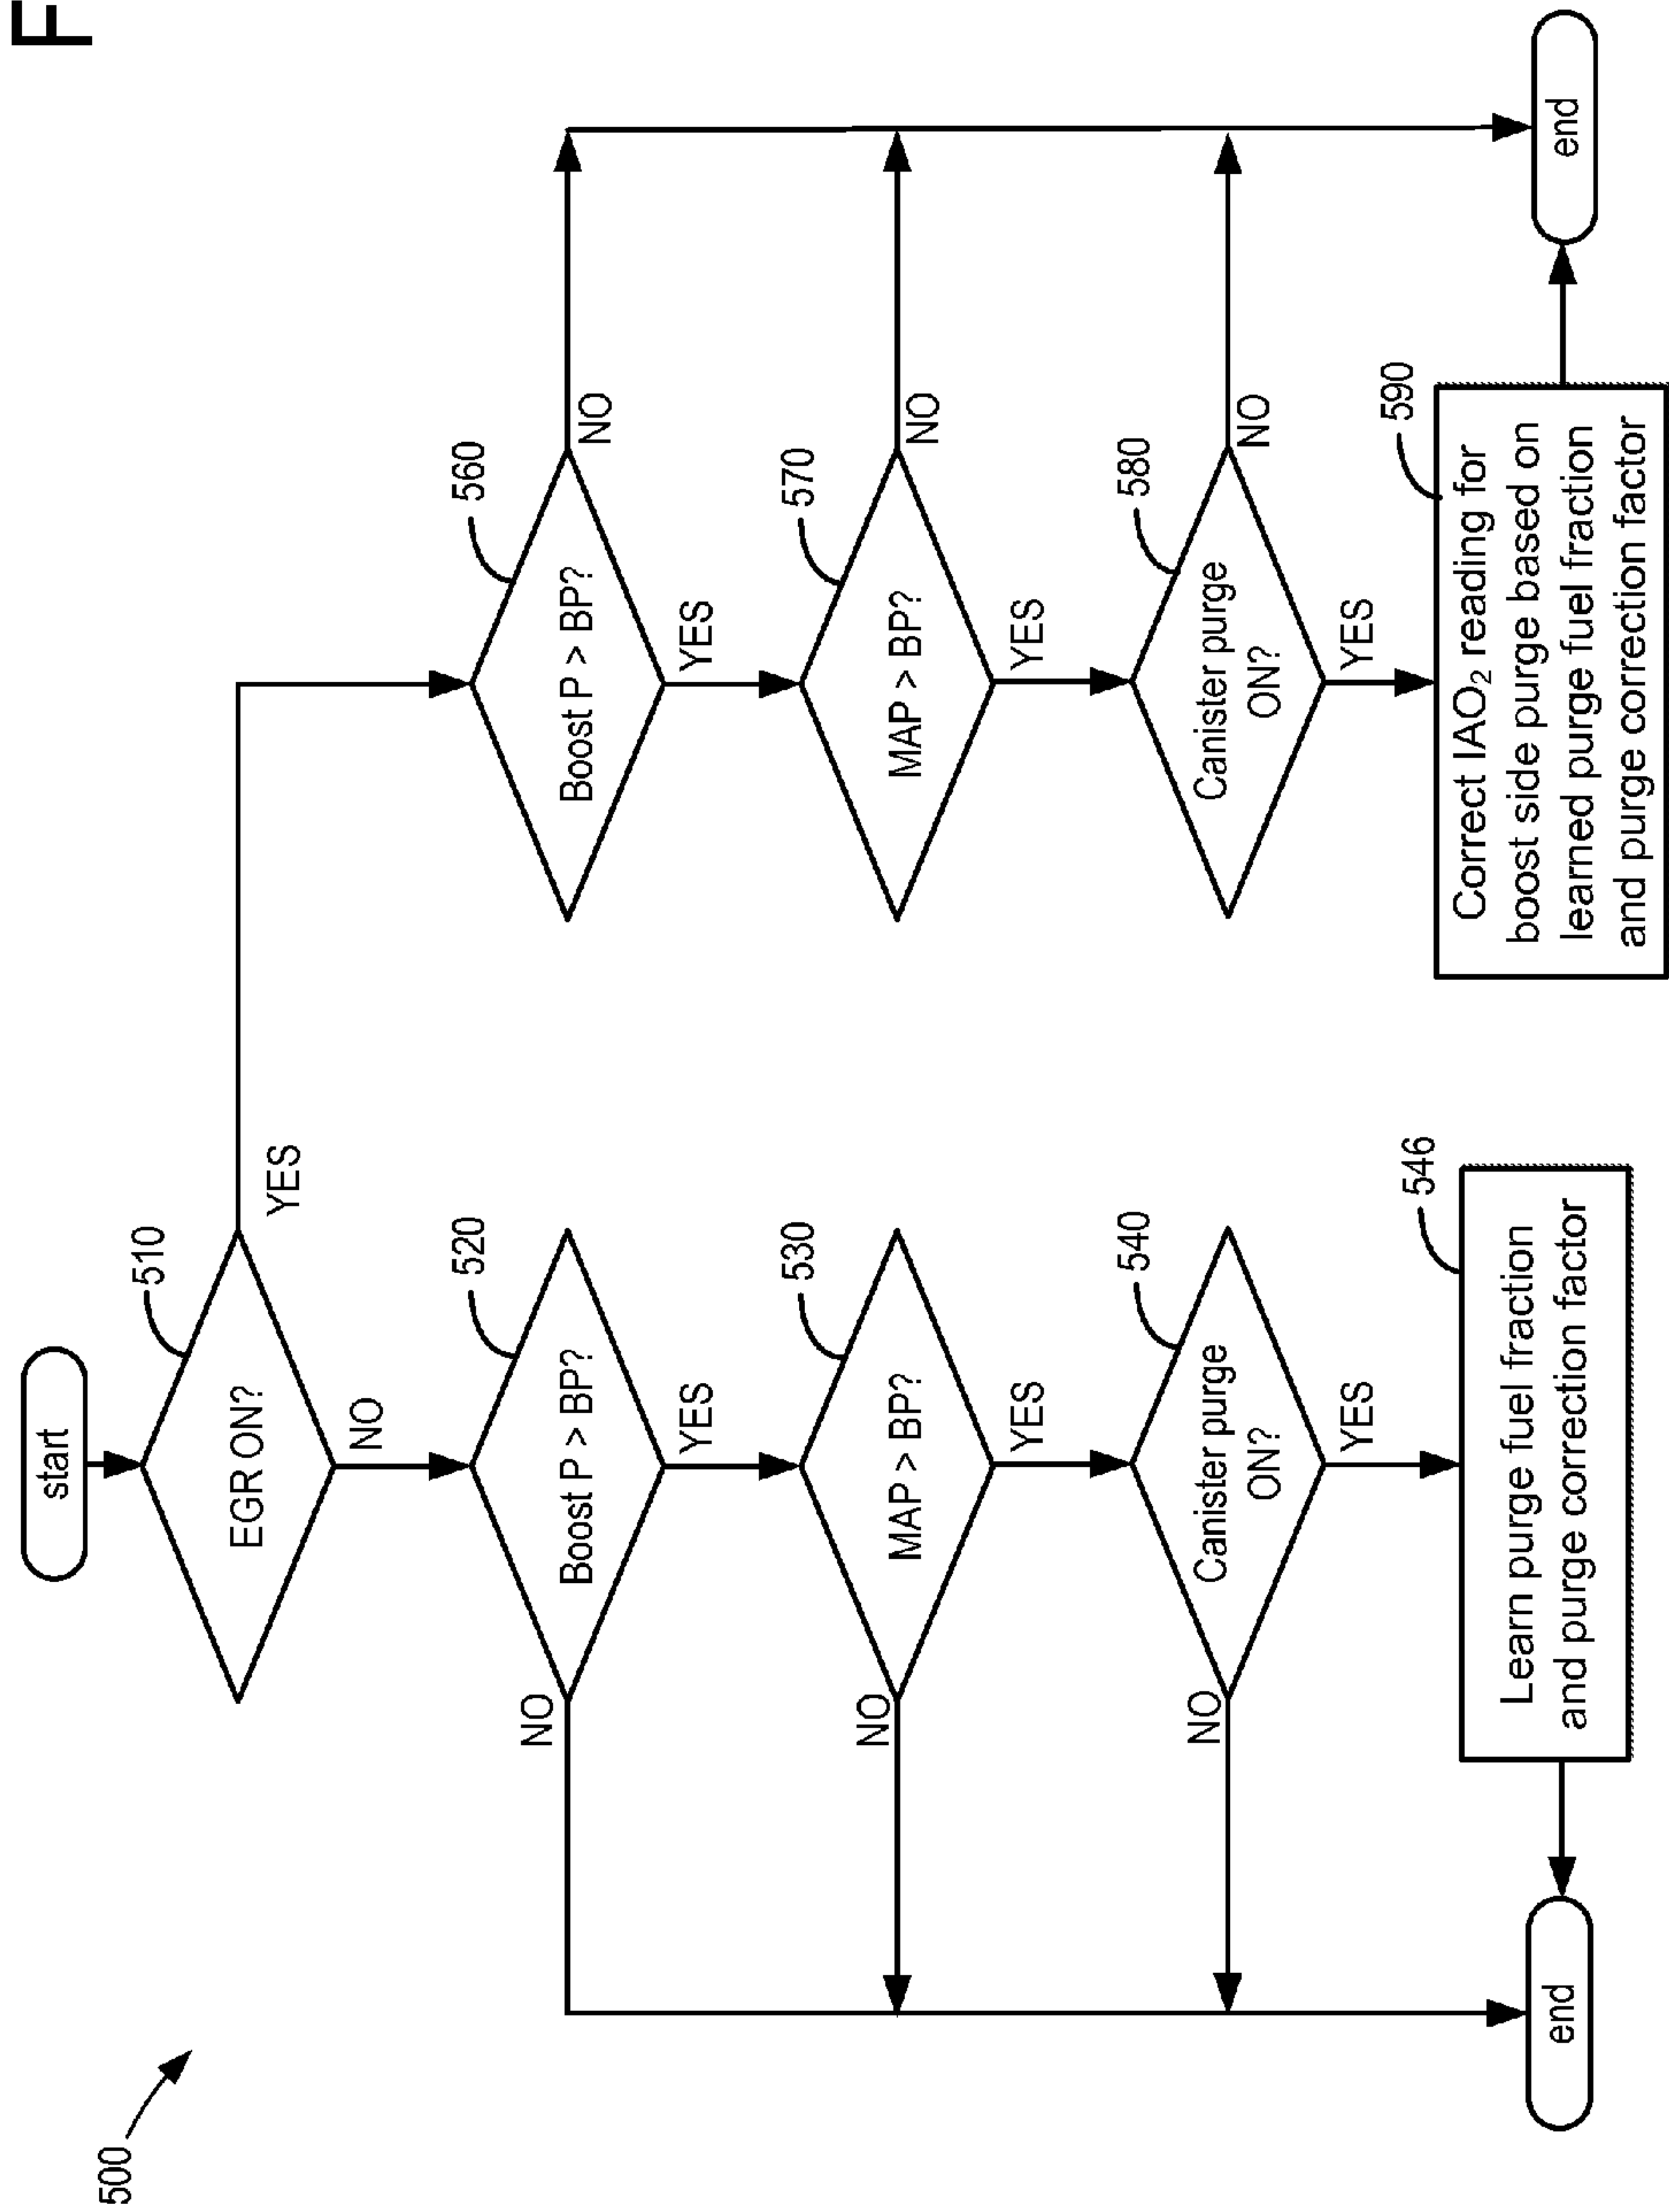 F
500
start
510
EGR ON?
YES
NO
520
Boost P > BP?
NO
YES
530
MAP > BP?
NO
YES
540
Canister purge
ON?
NO
YES
546
Learn purge fuel fraction
and purge correction factor
end
560
Boost P > BP?
NO
YES
570
MAP > BP?
NO
YES
580
Canister purge
ON?
NO
YES
590
Correct IAO₂ reading for
boost side purge based on
learned purge fuel fraction
and purge correction factor
end